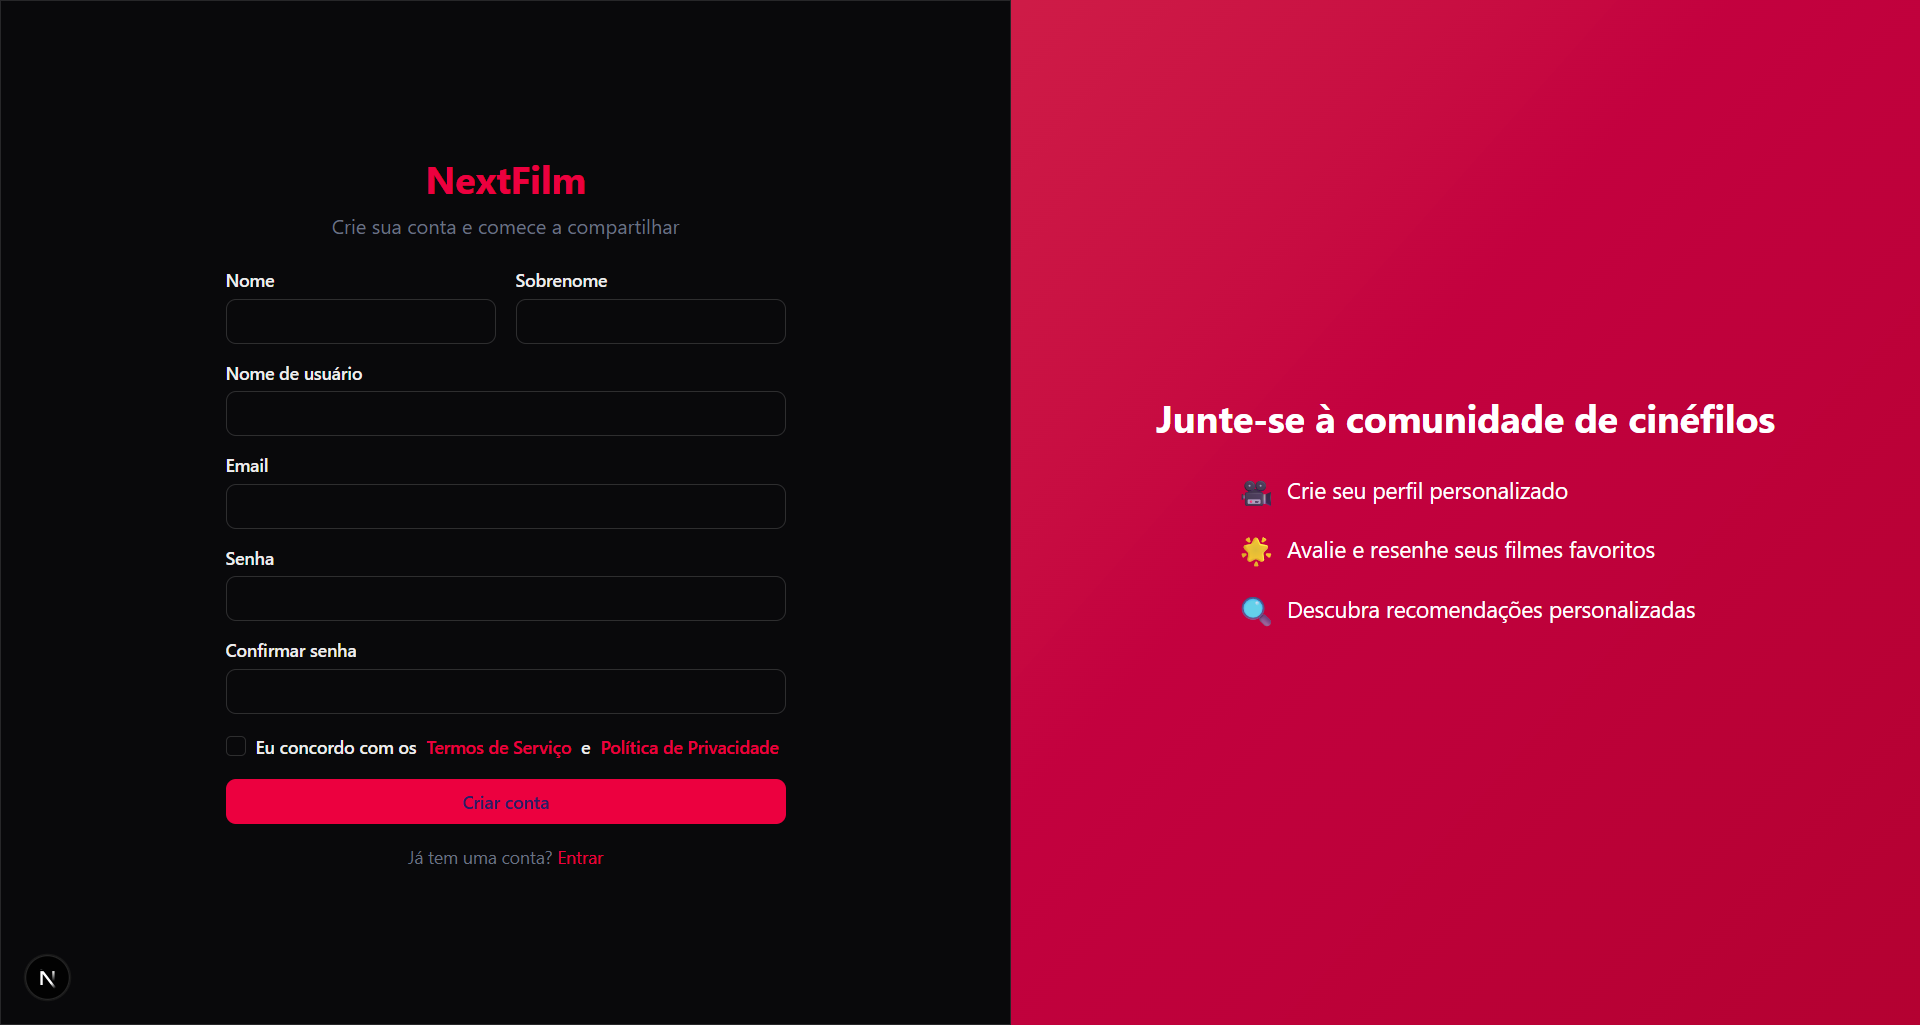 NextFilm
Crie sua conta e comece a compartilhar
Nome
Sobrenome
Nome de usuário
Email
Senha
Confirmar senha
Eu concordo com os Termos de Serviço e Política de Privacidade
Criar conta
Já tem uma conta? Entrar
N
Junte-se à comunidade de cinéfilos
Crie seu perfil personalizado
Avalie e resenhe seus filmes favoritos
Descubra recomendações personalizadas